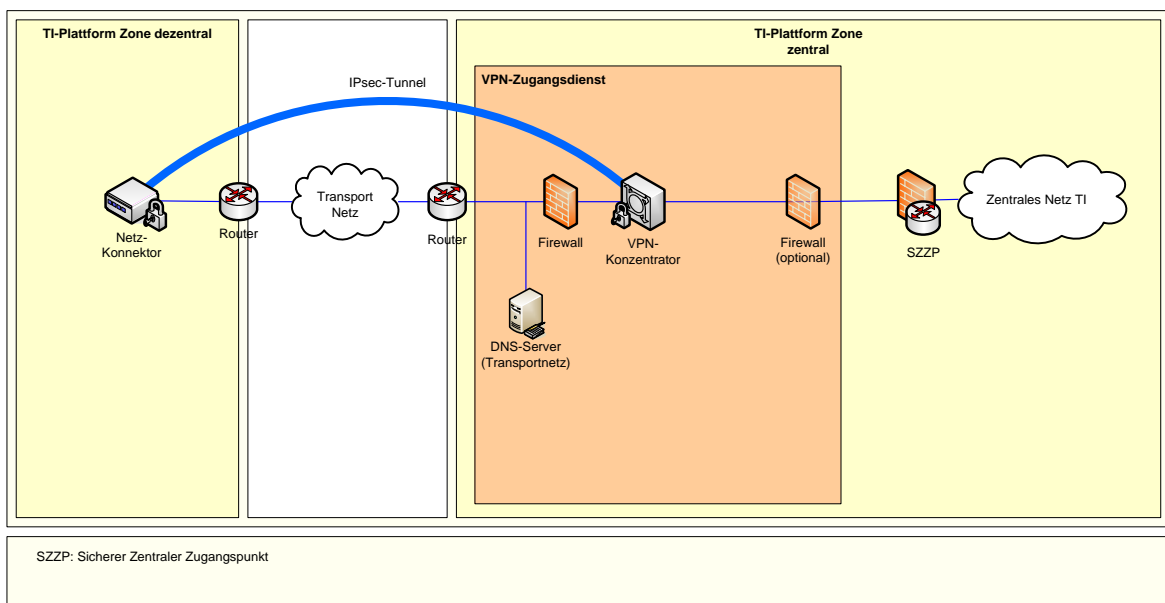 TI-Plattform Zone dezentral
TI-Plattform Zone
zentral
VPN-Zugangsdienst
IPsec-Tunnel
Netz-
Konnektor
Router
Transport
Netz
Router
Firewall
VPN-
Konzentrator
Firewall
(optional)
SZZP
Zentrales Netz TI
DNS-Server
(Transportnetz)
SZZP: Sicherer Zentraler Zugangspunkt